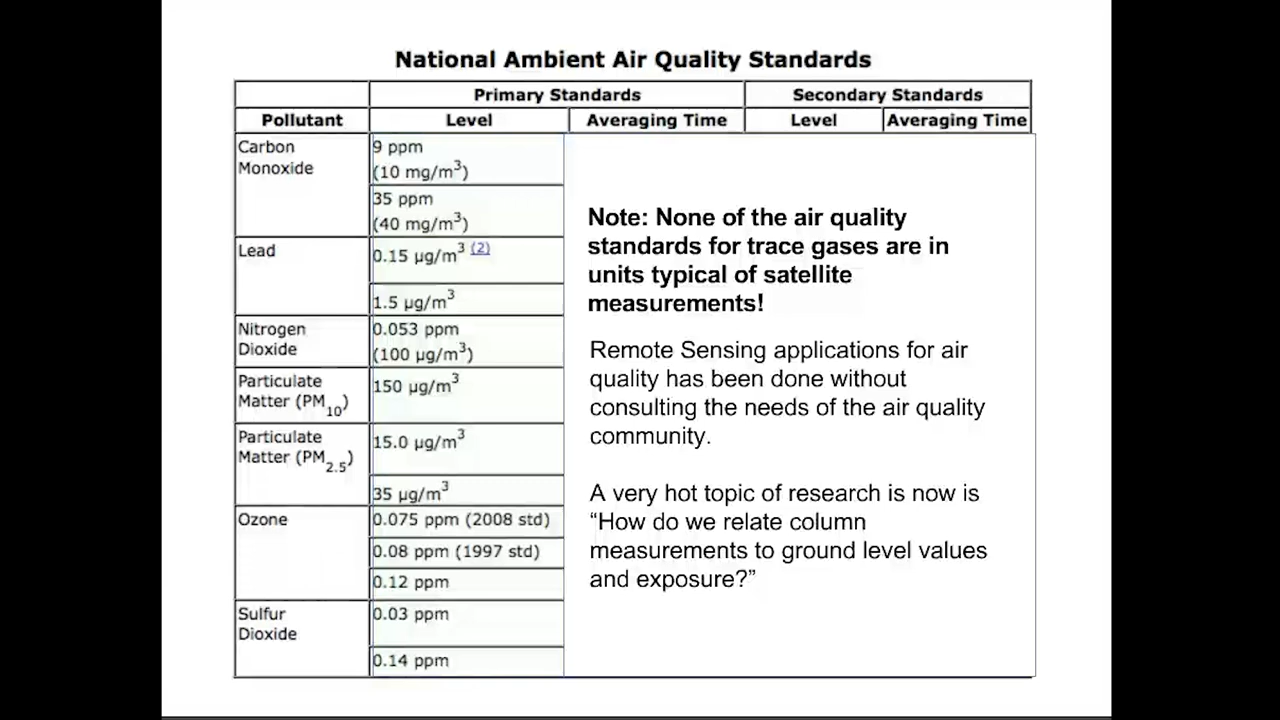 National Ambient Air Quality Standards
Primary Standards Secondary Standards
Pollutant Level Averaging Time Level Averaging Time
Carbon
Monoxide
9 ppm
(10 mg/m³)
35 ppm
(40 mg/m³)
Lead
0.15 µg/m³ (2)
1.5 µg/m³
Nitrogen
Dioxide
0.053 ppm
(100 µg/m³)
Particulate
Matter (PM10)
150 µg/m³
Particulate
Matter (PM2.5)
15.0 µg/m³
35 µg/m³
Ozone
0.075 ppm (2008 std)
0.08 ppm (1997 std)
0.12 ppm
Sulfur
Dioxide
0.03 ppm
0.14 ppm
Note: None of the air quality
standards for trace gases are in
units typical of satellite
measurements!
Remote Sensing applications for air
quality has been done without
consulting the needs of the air quality
community.
A very hot topic of research is now is
“How do we relate column
measurements to ground level values
and exposure?”